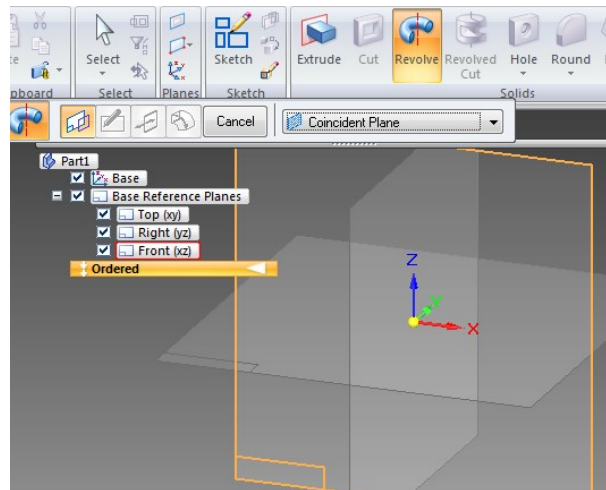 Select
Sketch
Extrude
Cut
Revolve
Revolved
Cut
Hole
Round
Select
Planes
Sketch
Solids
Cancel
Coincident Plane
Part1
Base
Base Reference Planes
Top (xy)
Right (yz)
Front (xz)
Ordered
Z
Y
X